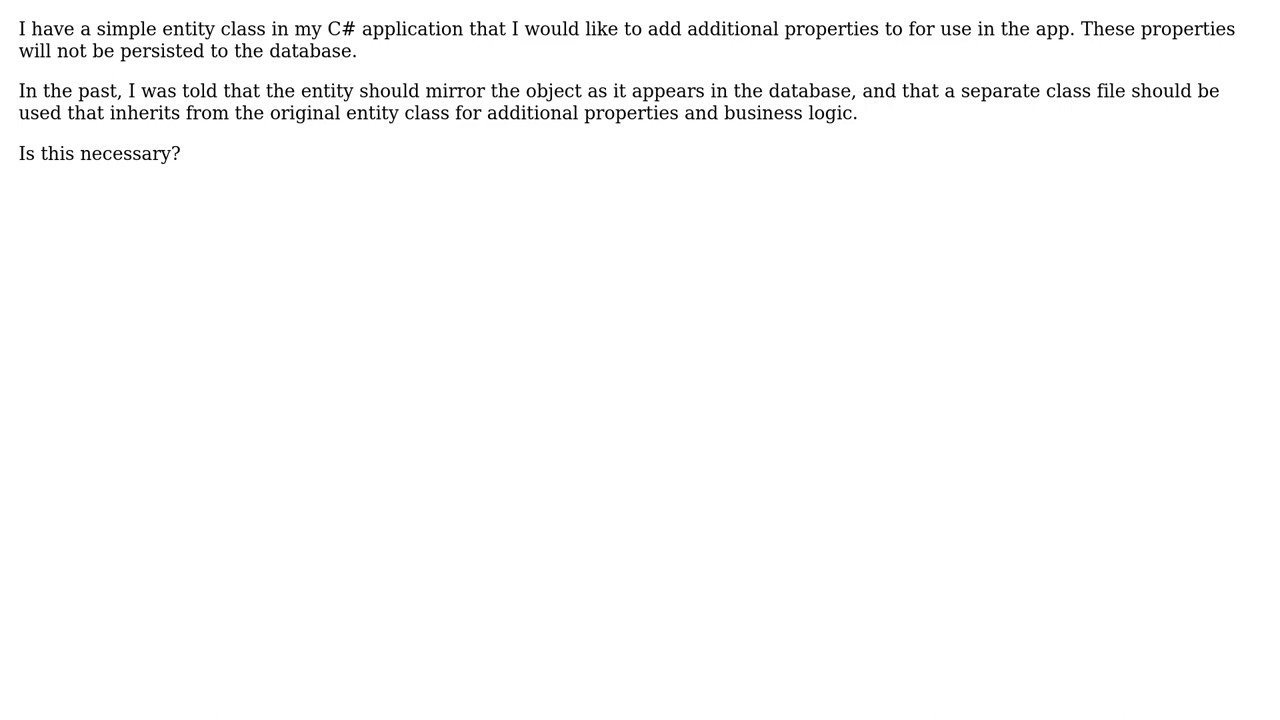 I have a simple entity class in my C# application that I would like to add additional properties to for use in the app. These properties
will not be persisted to the database.
In the past, I was told that the entity should mirror the object as it appears in the database, and that a separate class file should be
used that inherits from the original entity class for additional properties and business logic.
Is this necessary?